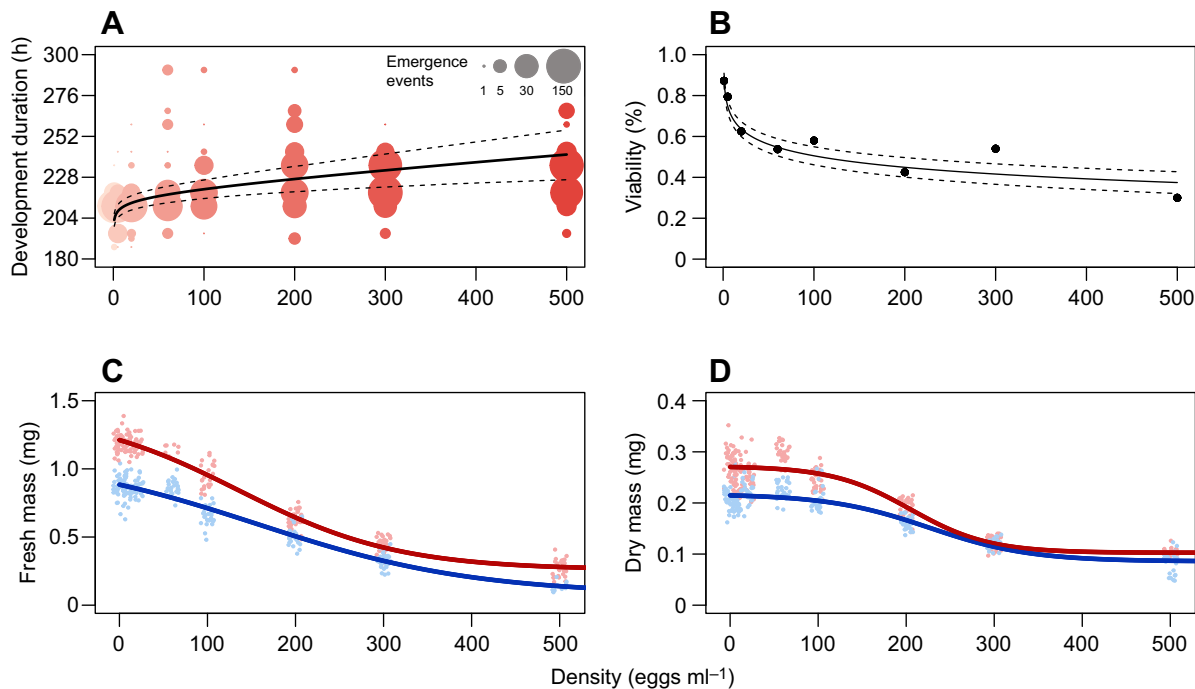 A
Development duration (h)
300
276
252
228
204
180
0 100 200 300 400 500
Emergence
events
1 5 30 150
B
Viability (%)
1.0
0.8
0.6
0.4
0.2
0
0 100 200 300 400 500
C
Fresh mass (mg)
1.5
1.0
0.5
0
0 100 200 300 400 500
D
Dry mass (mg)
0.4
0.3
0.2
0.1
0
0 100 200 300 400 500
Density (eggs ml⁻¹)